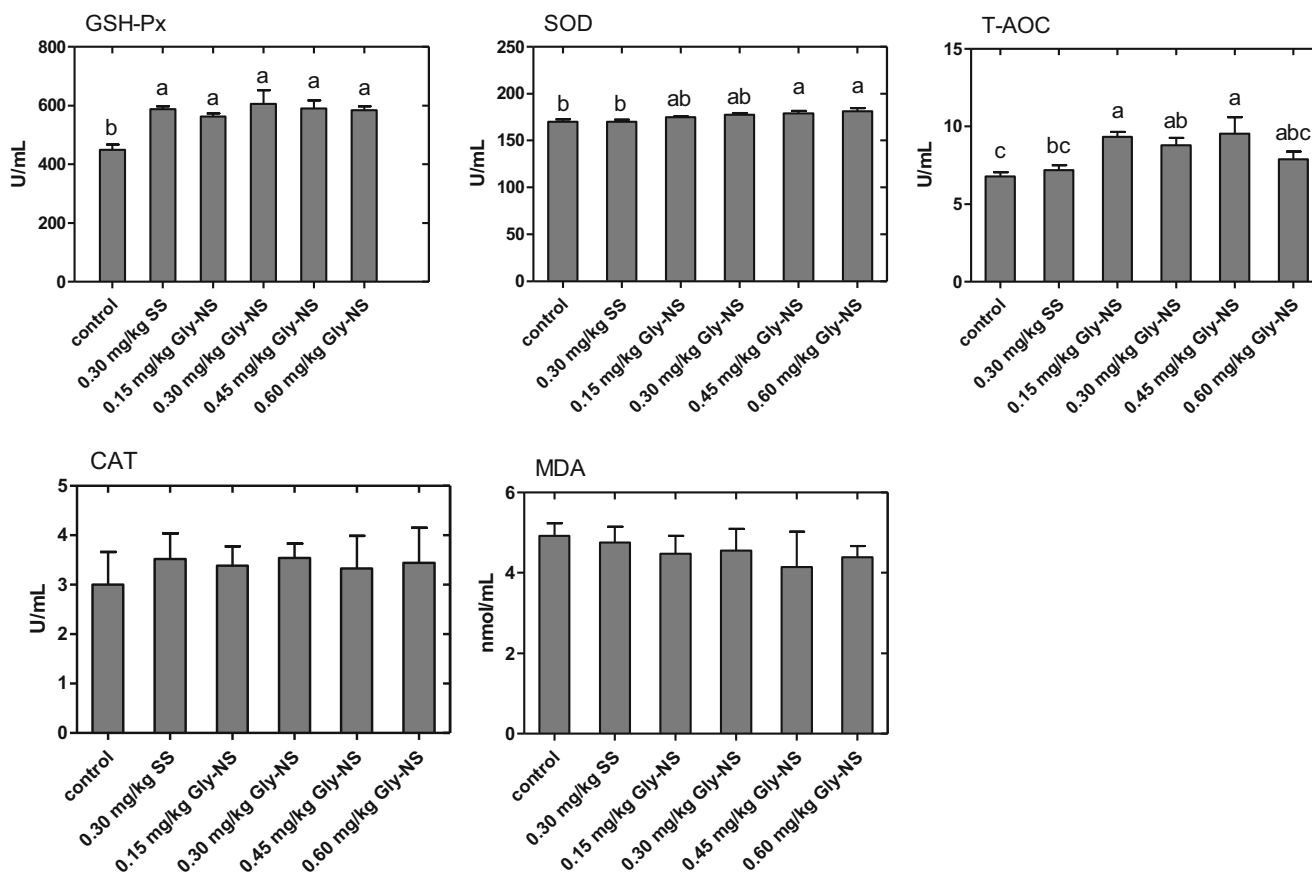 GSH-Px
800
600
400
200
0
U/mL
b
a
a
a
a
a
control
0.30 mg/kg SS
0.15 mg/kg Gly-NS
0.30 mg/kg Gly-NS
0.45 mg/kg Gly-NS
0.60 mg/kg Gly-NS
SOD
250
200
150
100
50
0
U/mL
b
b
ab
ab
a
a
control
0.30 mg/kg SS
0.15 mg/kg Gly-NS
0.30 mg/kg Gly-NS
0.45 mg/kg Gly-NS
0.60 mg/kg Gly-NS
T-AOC
15
10
5
0
U/mL
c
bc
a
ab
a
abc
control
0.30 mg/kg SS
0.15 mg/kg Gly-NS
0.30 mg/kg Gly-NS
0.45 mg/kg Gly-NS
0.60 mg/kg Gly-NS
CAT
5
4
3
2
1
0
U/mL
control
0.30 mg/kg SS
0.15 mg/kg Gly-NS
0.30 mg/kg Gly-NS
0.45 mg/kg Gly-NS
0.60 mg/kg Gly-NS
MDA
6
4
2
0
nmol/mL
control
0.30 mg/kg SS
0.15 mg/kg Gly-NS
0.30 mg/kg Gly-NS
0.45 mg/kg Gly-NS
0.60 mg/kg Gly-NS